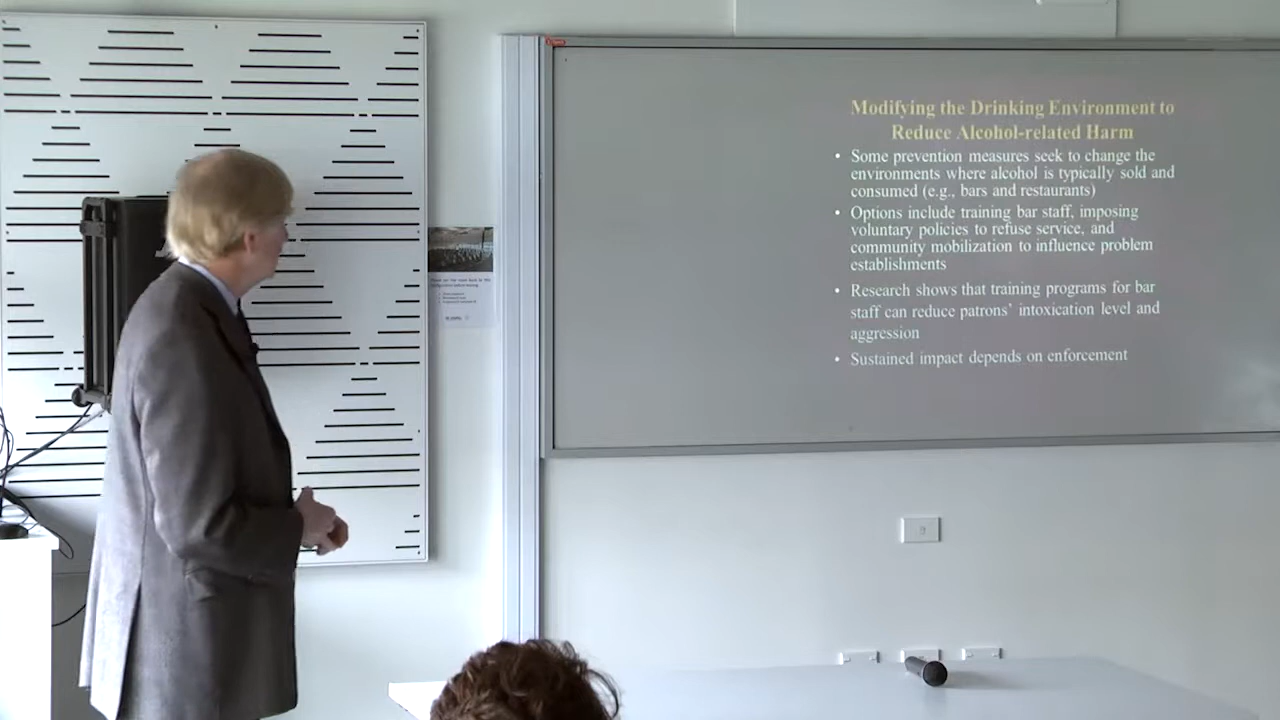 Modifying the Drinking Environment to
Reduce Alcohol-related Harm
• Some prevention measures seek to change the
environments where alcohol is typically sold and
consumed (e.g., bars and restaurants)
• Options include training bar staff, imposing
voluntary policies to refuse service, and
community mobilization to influence problem
establishments
• Research shows that training programs for bar
staff can reduce patrons’ intoxication level and
aggression
• Sustained impact depends on enforcement